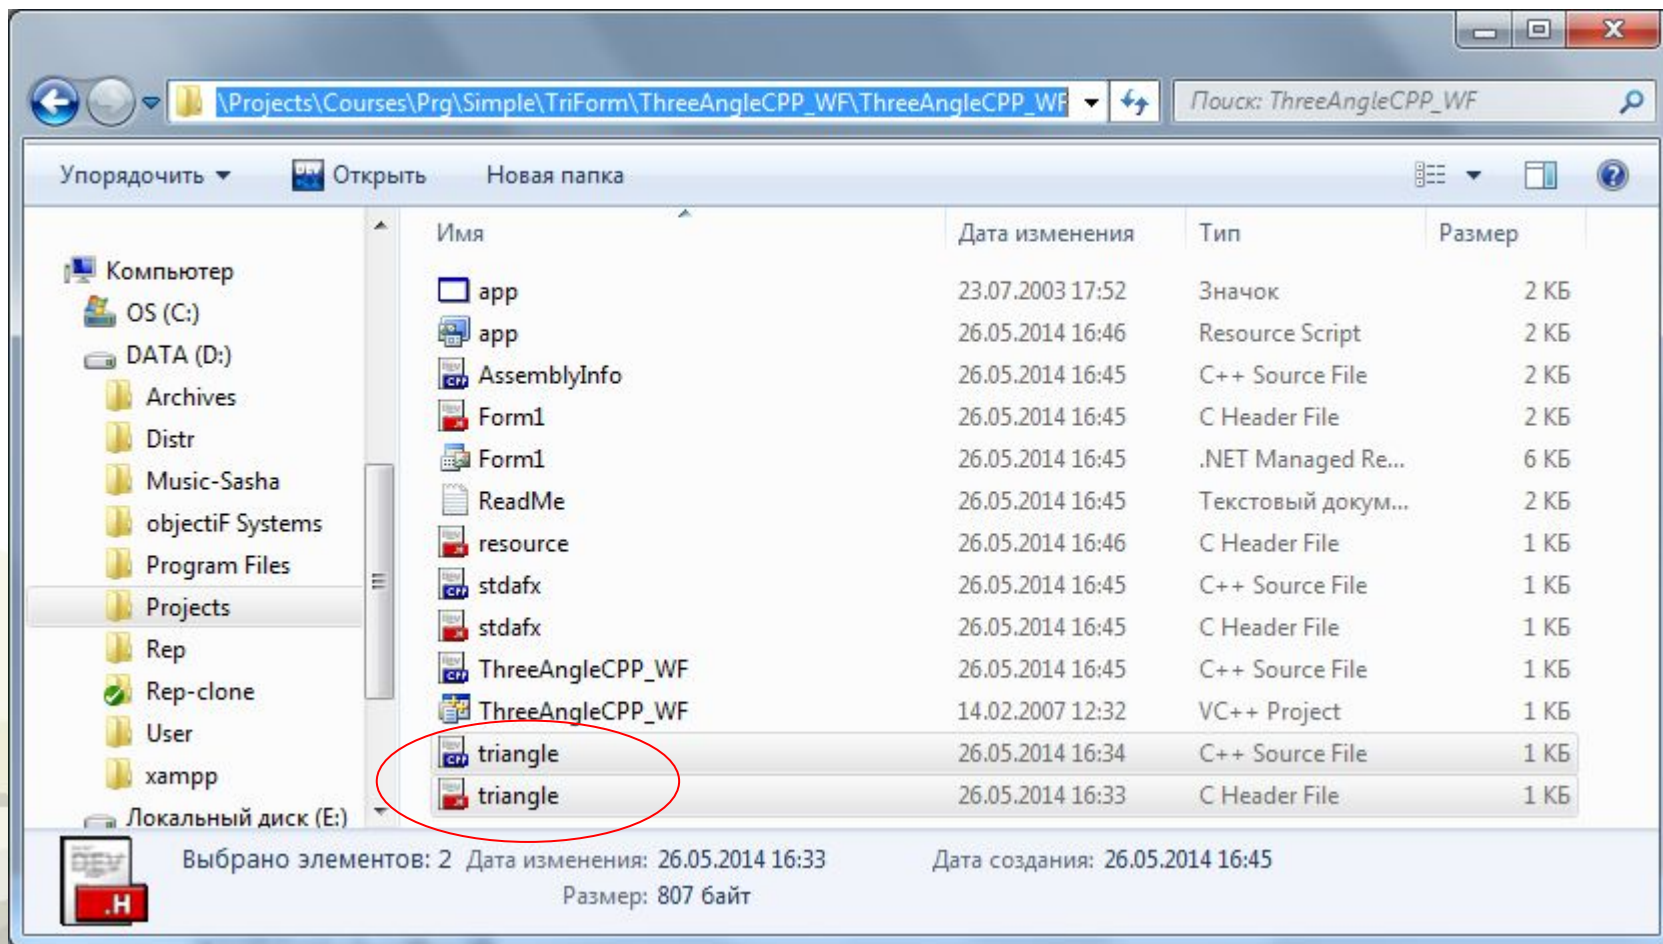 \Projects\Courses\Prg\Simple\TriForm\ThreeAngleCPP_WF\ThreeAngleCPP_WF
Поиск: ThreeAngleCPP_WF
Упорядочить Открыть Новая папка
Имя Дата изменения Тип Размер
Компьютер
OS (C:)
DATA (D:)
Archives
Distr
Music-Sasha
objectiF Systems
Program Files
Projects
Rep
Rep-clone
User
xampp
Локальный диск (E:)
app 23.07.2003 17:52 Значок 2 КБ
app 26.05.2014 16:46 Resource Script 2 КБ
AssemblyInfo 26.05.2014 16:45 C++ Source File 2 КБ
Form1 26.05.2014 16:45 C Header File 2 КБ
Form1 26.05.2014 16:45 .NET Managed Re... 6 КБ
ReadMe 26.05.2014 16:45 Текстовый докум... 2 КБ
resource 26.05.2014 16:46 C Header File 1 КБ
stdafx 26.05.2014 16:45 C++ Source File 1 КБ
stdafx 26.05.2014 16:45 C Header File 1 КБ
ThreeAngleCPP_WF 26.05.2014 16:45 C++ Source File 1 КБ
ThreeAngleCPP_WF 14.02.2007 12:32 VC++ Project 1 КБ
triangle 26.05.2014 16:34 C++ Source File 1 КБ
triangle 26.05.2014 16:33 C Header File 1 КБ
DEV
.H
Выбрано элементов: 2 Дата изменения: 26.05.2014 16:33 Дата создания: 26.05.2014 16:45
Размер: 807 байт